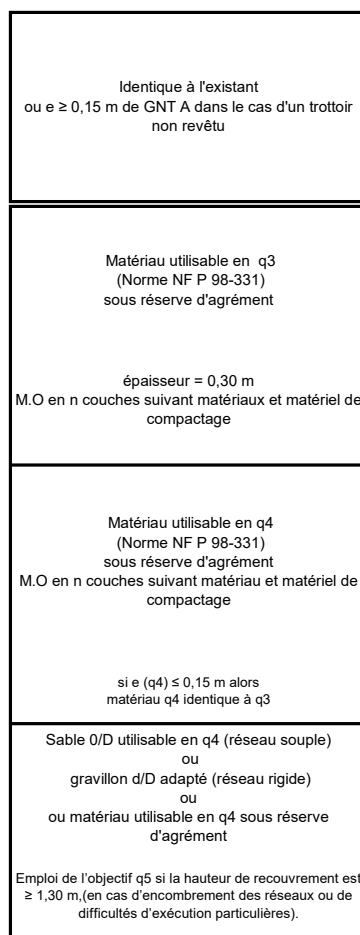 Identique à l'existant
ou e ≥ 0,15 m de GNT A dans le cas d'un trottoir
non revêtu
Matériau utilisable en q3
(Norme NF P 98-331)
sous réserve d'agrément
épaisseur = 0,30 m
M.O en n couches suivant matériaux et matériel de
compactage
Matériau utilisable en q4
(Norme NF P 98-331)
sous réserve d'agrément
M.O en n couches suivant matériau et matériel de
compactage
si e (q4) ≤ 0,15 m alors
matériau q4 identique à q3
Sable 0/D utilisable en q4 (réseau souple)
ou
gravillon d/D adapté (réseau rigide)
ou
ou matériau utilisable en q4 sous réserve
d'agrément
Emploi de l'objectif q5 si la hauteur de recouvrement est
≥ 1,30 m,(en cas d'encombrement des réseaux ou de
difficultés d'exécution particulières).